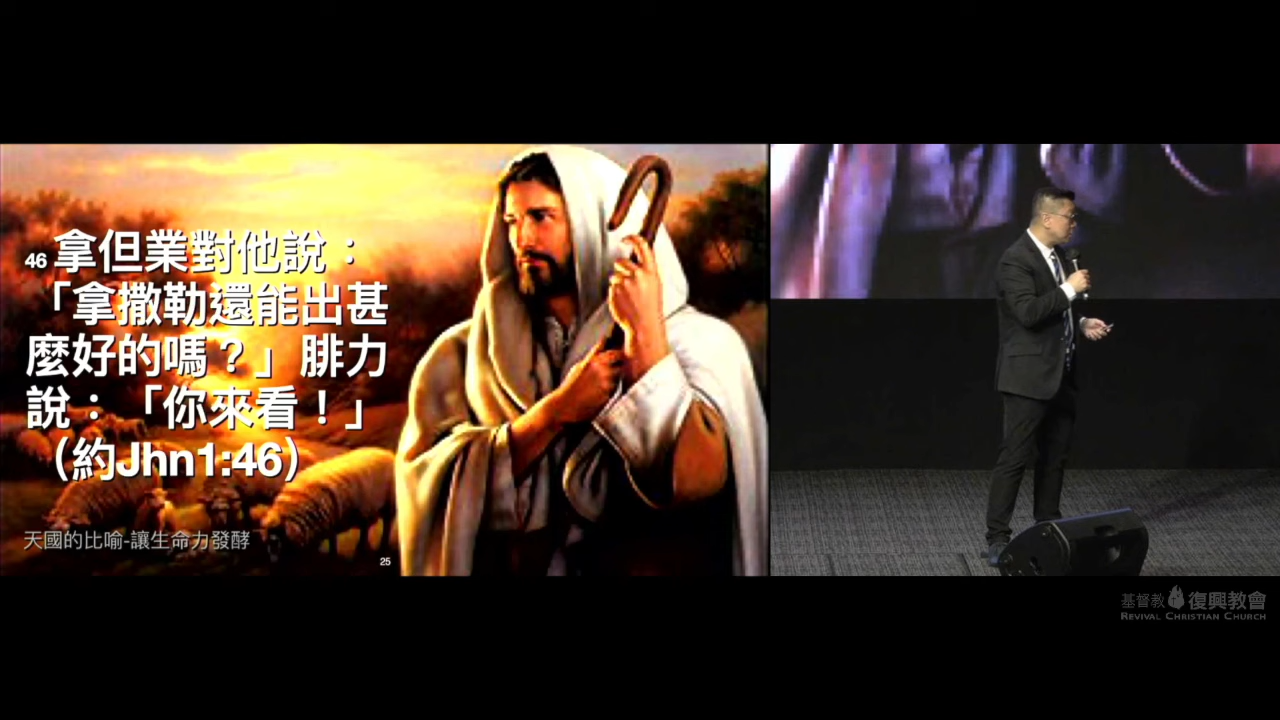 46 拿但業對他說：
「拿撒勒還能出甚
麼好的嗎？」腓力
說：「你來看！」
（約Jhn1:46）
天國的比喻-讓生命力發酵
25
基督教 復興教會
REVIVAL CHRISTIAN CHURCH